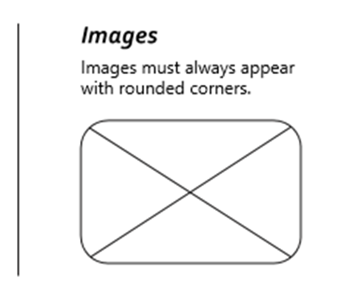 Images
Images must always appear
with rounded corners.